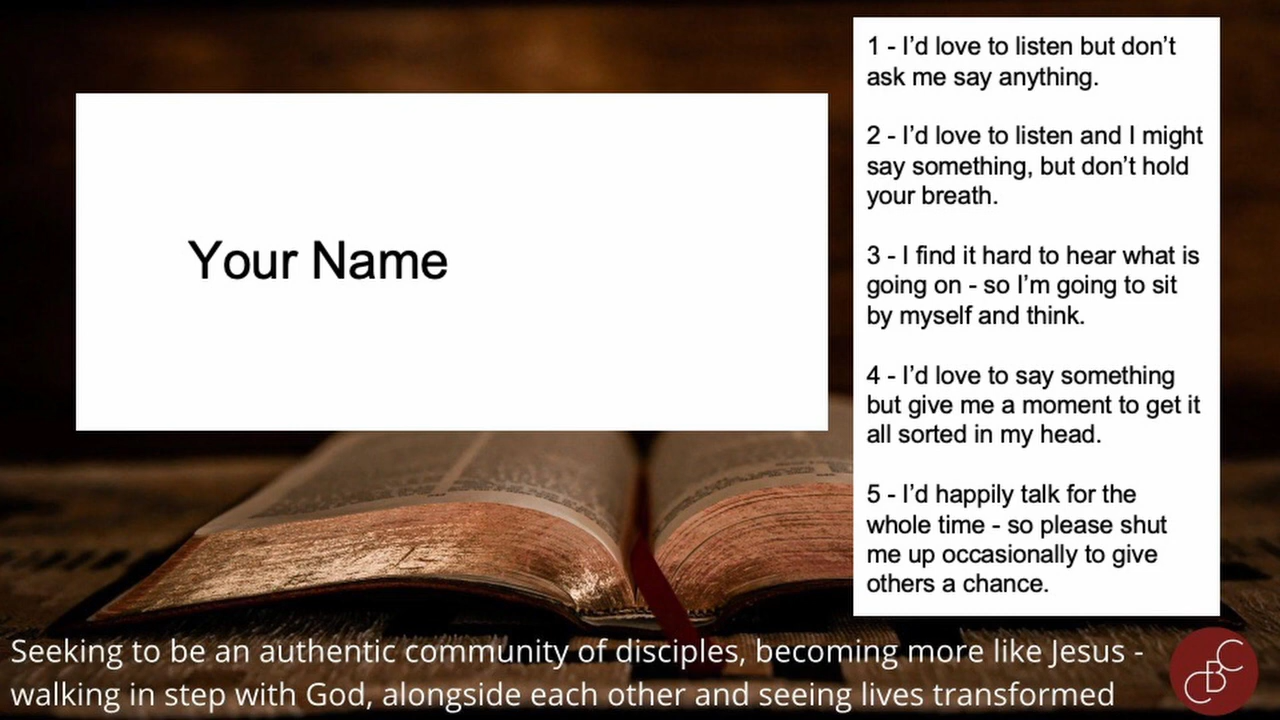 Your Name
1 - I’d love to listen but don’t
ask me say anything.
2 - I’d love to listen and I might
say something, but don’t hold
your breath.
3 - I find it hard to hear what is
going on - so I’m going to sit
by myself and think.
4 - I’d love to say something
but give me a moment to get it
all sorted in my head.
5 - I’d happily talk for the
whole time - so please shut
me up occasionally to give
others a chance.
Seeking to be an authentic community of disciples, becoming more like Jesus -
walking in step with God, alongside each other and seeing lives transformed
CBC